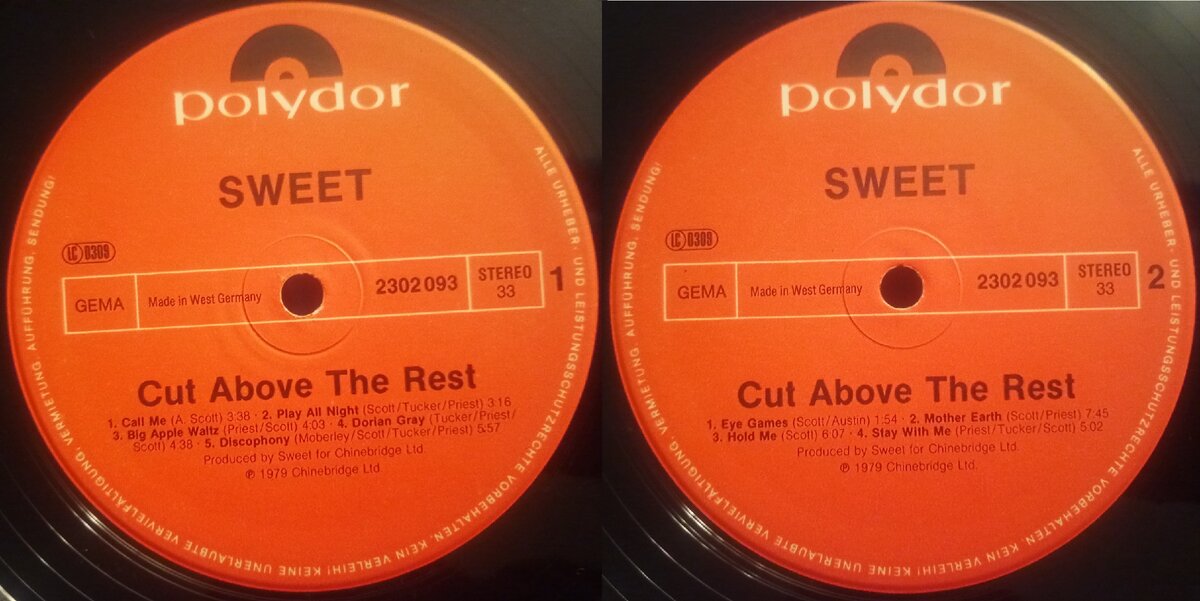 polydor
SWEET
LC 0309
GEMA
Made in West Germany
2302 093
STEREO
33
1
Cut Above The Rest
1. Call Me (A. Scott) 3:38 · 2. Play All Night (Scott/Tucker/Priest) 3:16
3. Big Apple Waltz (Priest/Scott) 4:03 · 4. Dorian Gray (Tucker/Priest/
Scott) 4:38 · 5. Discophony (Moberley/Scott/Tucker/Priest) 5:57
Produced by Sweet for Chinebridge Ltd.
℗ 1979 Chinebridge Ltd.
ALLE URHEBER- UND LEISTUNGSSCHUTZRECHTE VORBEHALTEN. KEIN VERLEIH! KEINE UNERLAUBTE VERVIELFÄLTIGUNG, VERMIETUNG, AUFFÜHRUNG, SENDUNG!
polydor
SWEET
LC 0309
GEMA
Made in West Germany
2302 093
STEREO
33
2
Cut Above The Rest
1. Eye Games (Scott/Austin) 1:54 · 2. Mother Earth (Scott/Priest) 7:45
3. Hold Me (Scott) 6:07 · 4. Stay With Me (Priest/Tucker/Scott) 5:02
Produced by Sweet for Chinebridge Ltd.
℗ 1979 Chinebridge Ltd.
ALLE URHEBER- UND LEISTUNGSSCHUTZRECHTE VORBEHALTEN. KEIN VERLEIH! KEINE UNERLAUBTE VERVIELFÄLTIGUNG, VERMIETUNG, AUFFÜHRUNG, SENDUNG!